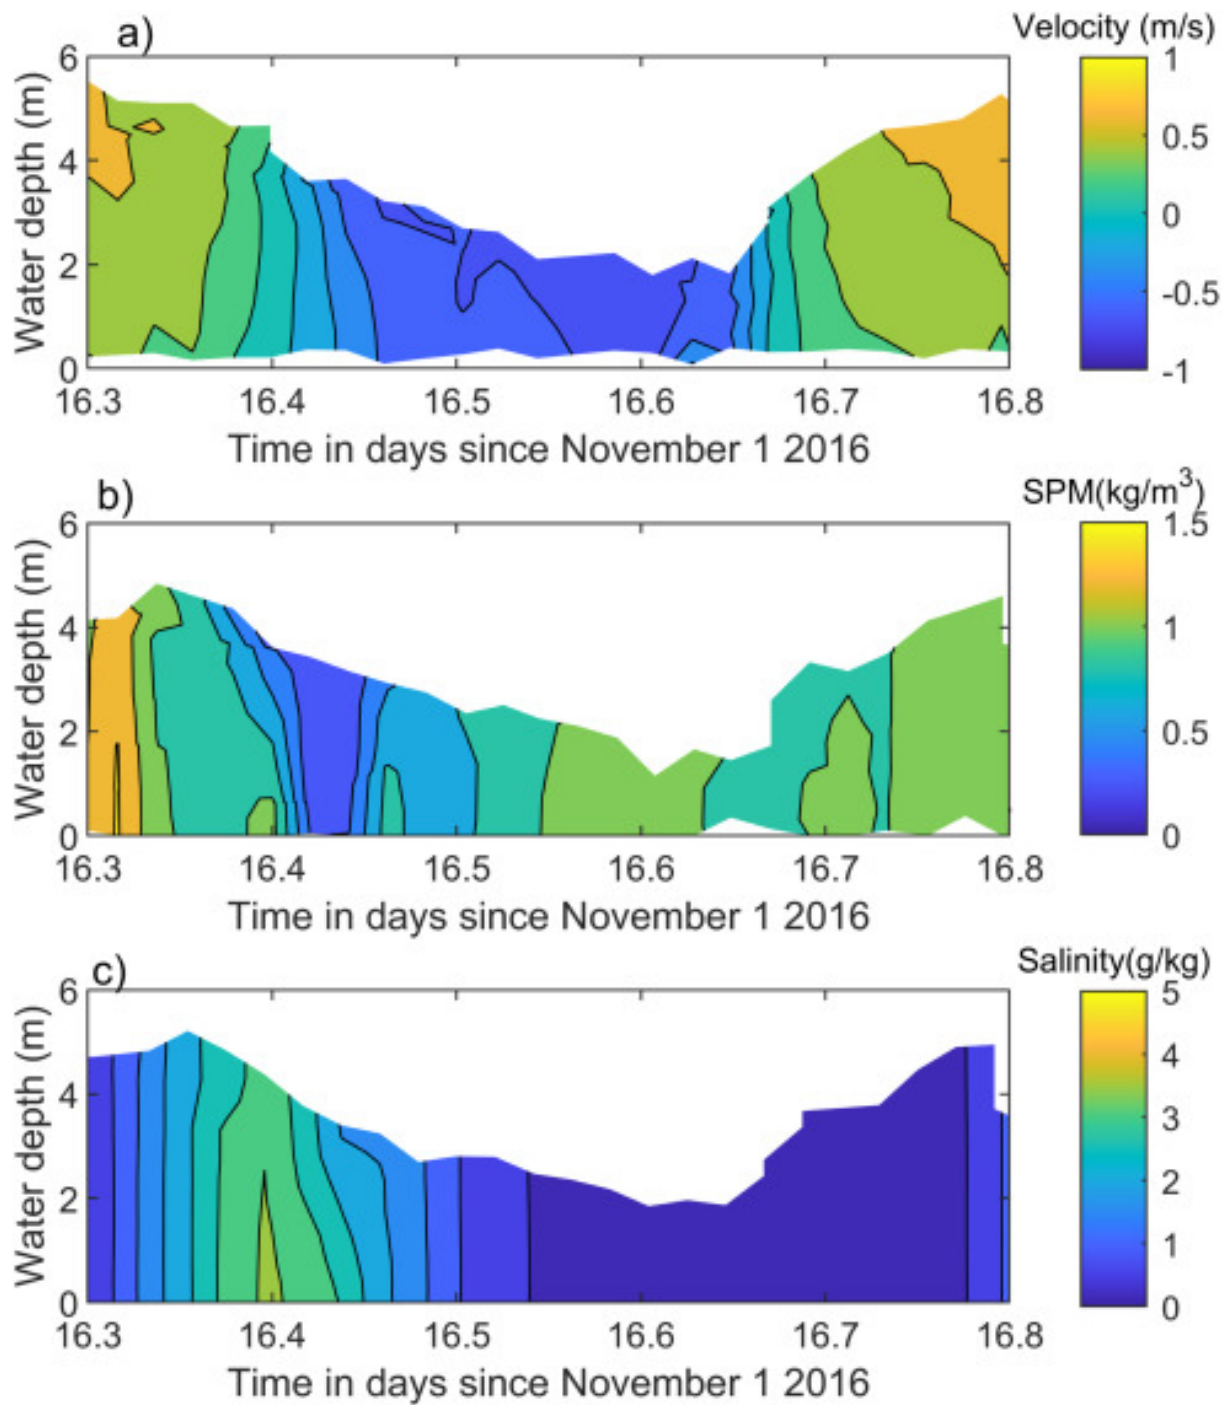 a)
Velocity (m/s)
Water depth (m)
6
4
2
0
1
0.5
0
-0.5
-1
16.3 16.4 16.5 16.6 16.7 16.8
Time in days since November 1 2016
b)
SPM(kg/m³)
Water depth (m)
6
4
2
0
1.5
1
0.5
0
16.3 16.4 16.5 16.6 16.7 16.8
Time in days since November 1 2016
c)
Salinity(g/kg)
Water depth (m)
6
4
2
0
5
4
3
2
1
0
16.3 16.4 16.5 16.6 16.7 16.8
Time in days since November 1 2016